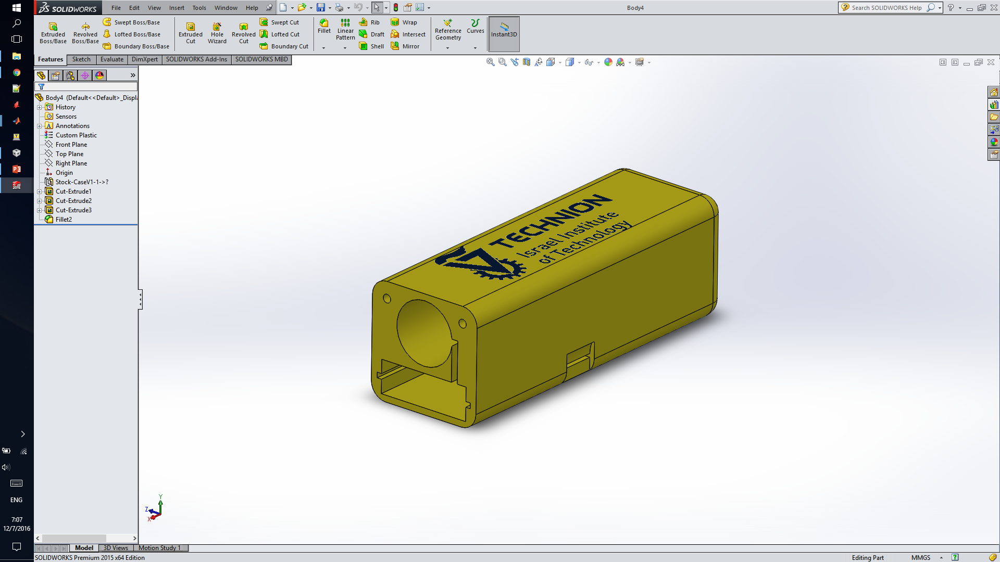 SOLIDWORKS
File Edit View Insert Tools Window Help
Body4
Search SOLIDWORKS Help
Extruded Boss/Base
Revolved Boss/Base
Swept Boss/Base
Lofted Boss/Base
Boundary Boss/Base
Extruded Cut
Hole Wizard
Revolved Cut
Swept Cut
Lofted Cut
Boundary Cut
Fillet
Linear Pattern
Rib
Draft
Shell
Wrap
Intersect
Mirror
Reference Geometry
Curves
Instant3D
Features Sketch Evaluate DimXpert SOLIDWORKS Add-Ins SOLIDWORKS MBD
Body4 (Default<<Default>_Displa
History
Sensors
Annotations
Custom Plastic
Front Plane
Top Plane
Right Plane
Origin
Stock-CaseV1-1->?
Cut-Extrude1
Cut-Extrude2
Cut-Extrude3
Fillet2
TECHNION
Israel Institute
of Technology
Y
Z
X
ENG
7:07
12/7/2016
Model 3D Views Motion Study 1
SOLIDWORKS Premium 2015 x64 Edition
Editing Part
MMGS